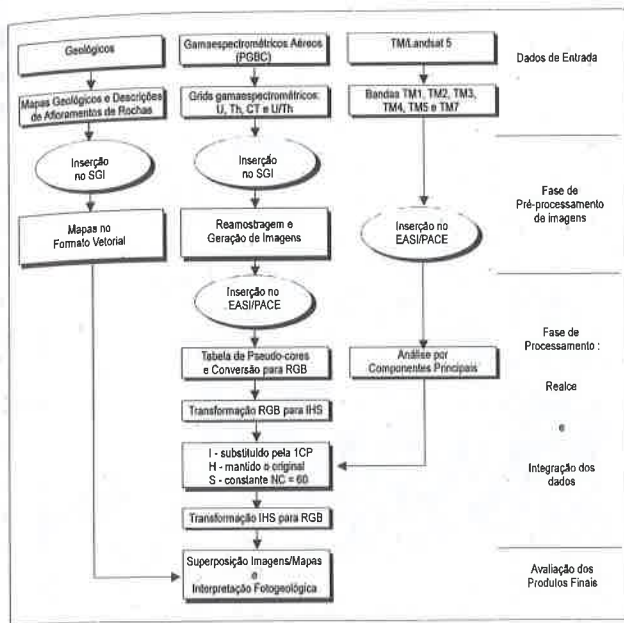 Geológicos
Mapas Geológicos e Descrições
de Afloramentos de Rochas
Inserção
no SGI
Mapas no
Formato Vetorial
Gamaespectrométricos Aéreos
(PGBC)
Grids gamaespectrométricos:
U, Th, CT e U/Th
Inserção
no SGI
Reamostragem e
Geração de Imagens
Inserção no
EASI/PACE
Tabela de Pseudo-cores
e Conversão para RGB
Transformação RGB para IHS
I - substituído pela 1CP
H - mantido o original
S - constante NC = 60
Transformação IHS para RGB
Superposição Imagens/Mapas
e
Interpretação Fotogeológica
TM/Landsat 5
Bandas TM1, TM2, TM3,
TM4, TM5 e TM7
Inserção no
EASI/PACE
Análise por
Componentes Principais
Dados de Entrada
Fase de
Pré-processamento
de imagens
Fase de
Processamento :
Realce
e
Integração dos
dados
Avaliação dos
Produtos Finais